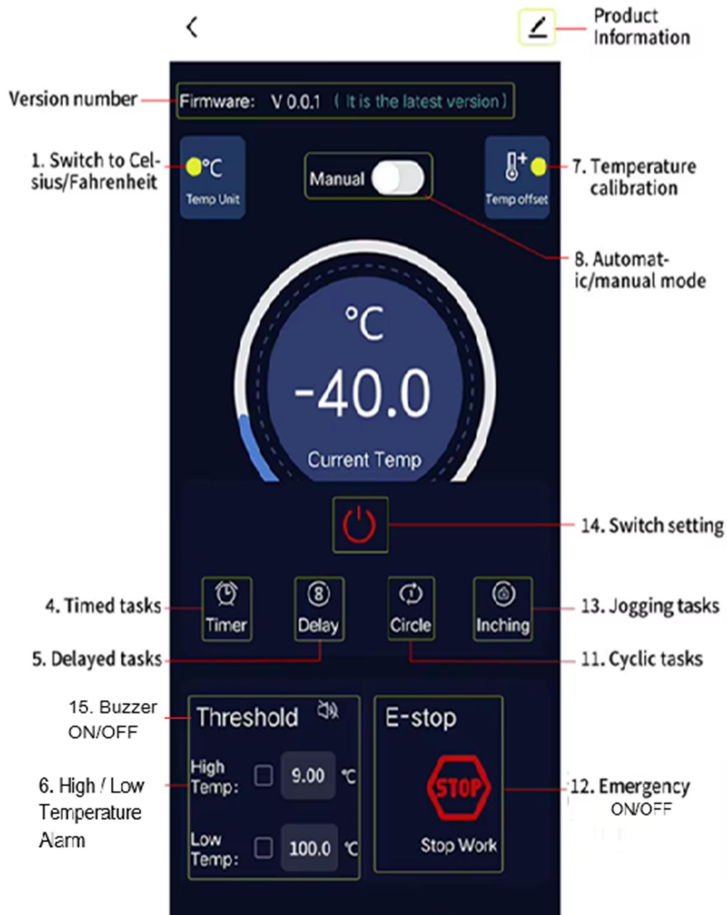 Product
Information
Version number
Firmware: V 0.0.1 ( It is the latest version )
1. Switch to Cel-
sius/Fahrenheit
°C
Temp Unit
Manual
Temp offset
7. Temperature
calibration
8. Automat-
ic/manual mode
°C
-40.0
Current Temp
14. Switch setting
4. Timed tasks
Timer
Delay
Circle
Inching
13. Jogging tasks
5. Delayed tasks
11. Cyclic tasks
15. Buzzer
ON/OFF
Threshold
E-stop
6. High / Low
Temperature
Alarm
High
Temp:
9.00 °C
Low
Temp:
100.0 °C
STOP
Stop Work
12. Emergency
ON/OFF